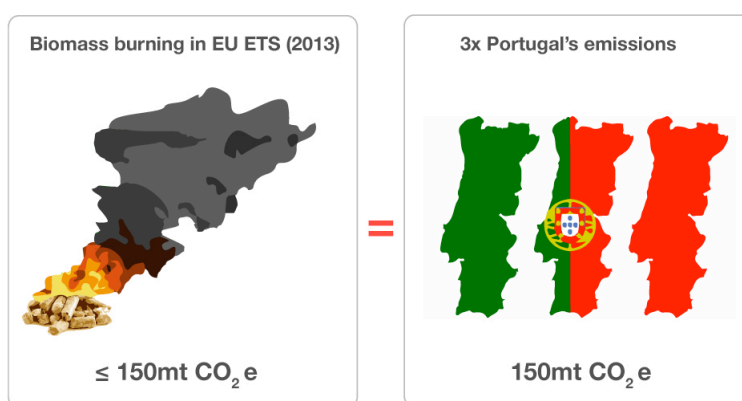 Biomass burning in EU ETS (2013)
≤ 150mt CO₂ e
=
3x Portugal's emissions
150mt CO₂ e